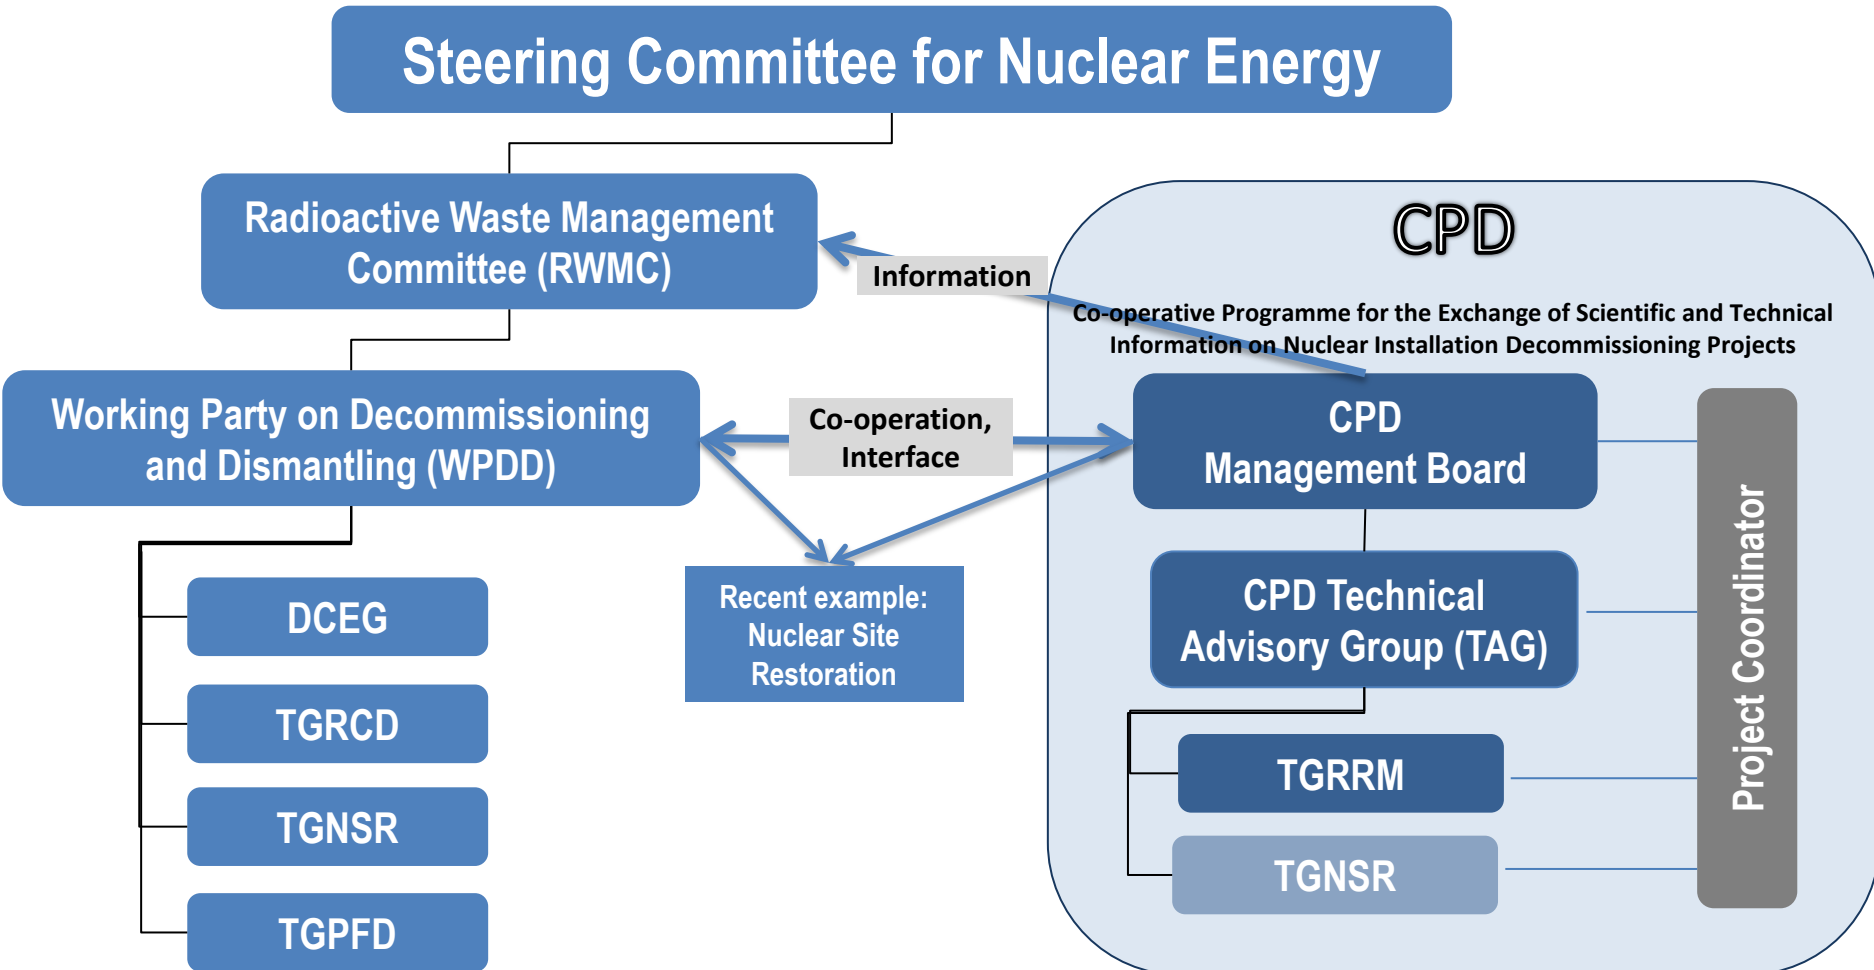 Steering Committee for Nuclear Energy
Radioactive Waste Management
Committee (RWMC)
CPD
Information
Co-operative Programme for the Exchange of Scientific and Technical
Information on Nuclear Installation Decommissioning Projects
Working Party on Decommissioning
and Dismantling (WPDD)
Co-operation,
Interface
CPD
Management Board
Project Coordinator
DCEG
TGRCD
TGNSR
TGPFD
Recent example:
Nuclear Site
Restoration
CPD Technical
Advisory Group (TAG)
TGRRM
TGNSR